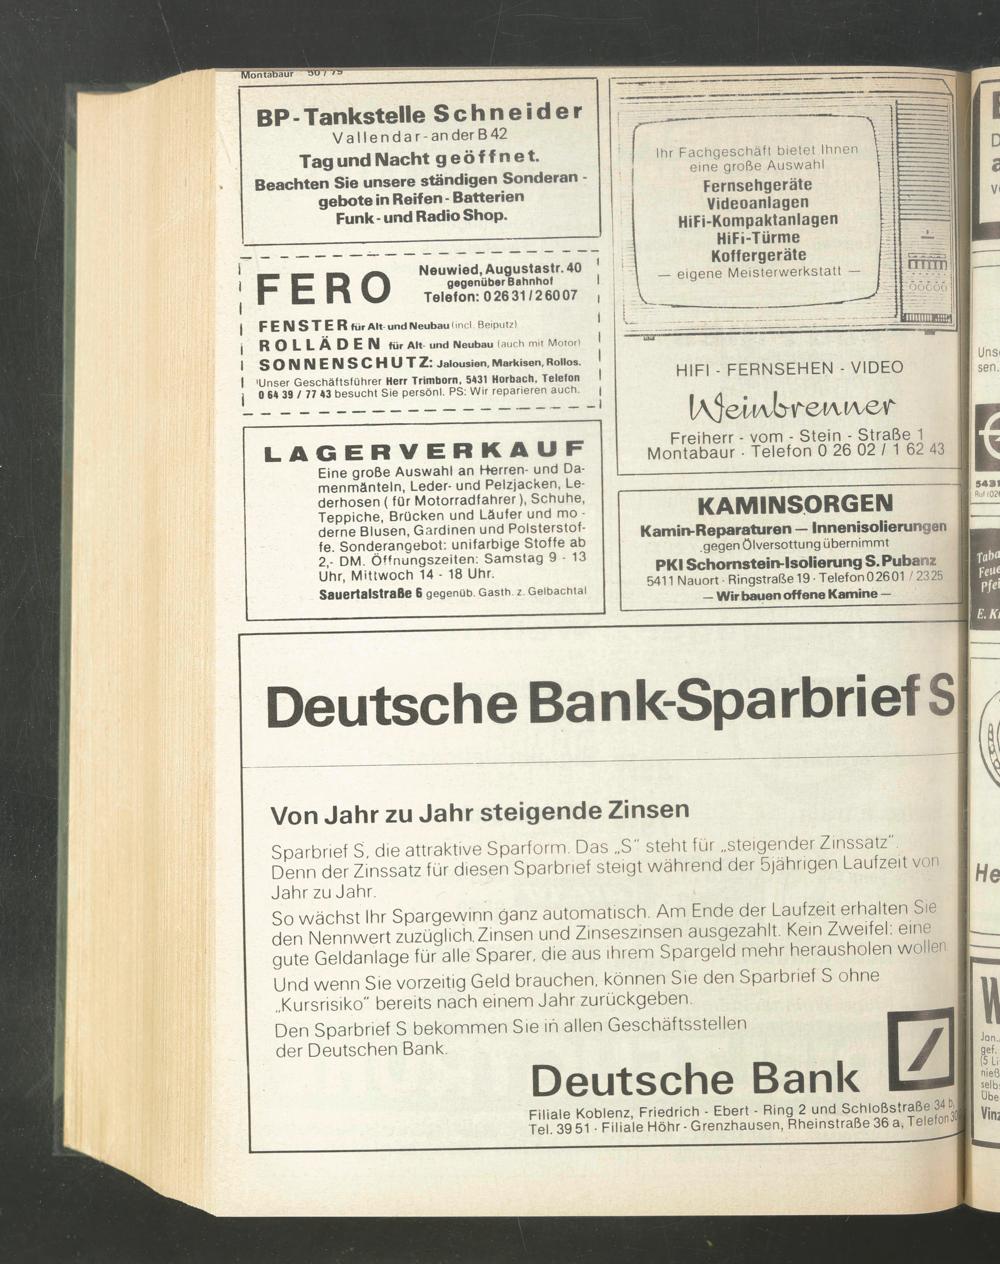 Montabaur 50 / 79
BP-Tankstelle Schneider
Vallendar - an der B 42
Tag und Nacht geöffnet.
Beachten Sie unsere ständigen Sonderan -
gebote in Reifen - Batterien
Funk - und Radio Shop.
FERO
Neuwied, Augustastr. 40
gegenüber Bahnhof
Telefon: 0 26 31 / 2 60 07
FENSTER für Alt- und Neubau (incl. Beiputz)
ROLLÄDEN für Alt- und Neubau (auch mit Motor)
SONNENSCHUTZ: Jalousien, Markisen, Rollos.
Unser Geschäftsführer Herr Trimborn, 5431 Horbach, Telefon
0 64 39 / 77 43 besucht Sie persönl. PS: Wir reparieren auch.
LAGERVERKAUF
Eine große Auswahl an Herren- und Da-
menmänteln, Leder- und Pelzjacken, Le-
derhosen ( für Motorradfahrer ), Schuhe,
Teppiche, Brücken und Läufer und mo -
derne Blusen, Gardinen und Polsterstof-
fe. Sonderangebot: unifarbige Stoffe ab
2,- DM. Öffnungszeiten: Samstag 9 - 13
Uhr, Mittwoch 14 - 18 Uhr.
Sauertalstraße 6 gegenüb. Gasth. z. Gelbachtal
Ihr Fachgeschäft bietet Ihnen
eine große Auswahl
Fernsehgeräte
Videoanlagen
HiFi-Kompaktanlagen
HiFi-Türme
Koffergeräte
— eigene Meisterwerkstatt —
HIFI - FERNSEHEN - VIDEO
Weinbrenner
Freiherr - vom - Stein - Straße 1
Montabaur · Telefon 0 26 02 / 1 62 43
KAMINSORGEN
Kamin-Reparaturen — Innenisolierungen
gegen Ölversottung übernimmt
PKI Schornstein-Isolierung S. Pubanz
5411 Nauort · Ringstraße 19 · Telefon 0 26 01 / 23 25
— Wir bauen offene Kamine —
Deutsche Bank-Sparbrief S
Von Jahr zu Jahr steigende Zinsen
Sparbrief S, die attraktive Sparform. Das „S“ steht für „steigender Zinssatz“.
Denn der Zinssatz für diesen Sparbrief steigt während der 5jährigen Laufzeit von
Jahr zu Jahr.
So wächst Ihr Spargewinn ganz automatisch. Am Ende der Laufzeit erhalten Sie
den Nennwert zuzüglich Zinsen und Zinseszinsen ausgezahlt. Kein Zweifel: eine
gute Geldanlage für alle Sparer, die aus ihrem Spargeld mehr herausholen wollen.
Und wenn Sie vorzeitig Geld brauchen, können Sie den Sparbrief S ohne
„Kursrisiko“ bereits nach einem Jahr zurückgeben.
Den Sparbrief S bekommen Sie in allen Geschäftsstellen
der Deutschen Bank.
Deutsche Bank
Filiale Koblenz, Friedrich - Ebert - Ring 2 und Schloßstraße 34 b,
Tel. 39 51 · Filiale Höhr - Grenzhausen, Rheinstraße 36 a, Telefon 30
sen.
5431
E.
He
W
Jan.
gef.